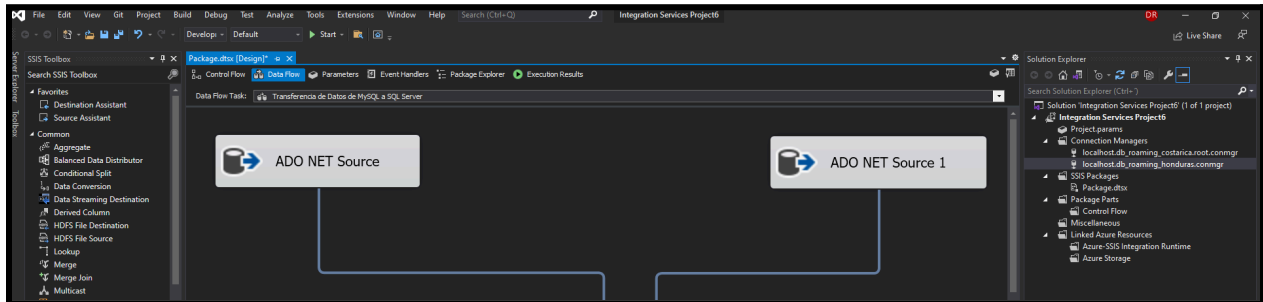 File Edit View Git Project Build Debug Test Analyze Tools Extensions Window Help Search (Ctrl+Q) Integration Services Project6 DR
Develop Default Start Live Share
Server Explorer
Toolbox
SSIS Toolbox
Search SSIS Toolbox
Favorites
Destination Assistant
Source Assistant
Common
Aggregate
Balanced Data Distributor
Conditional Split
Data Conversion
Data Streaming Destination
Derived Column
HDFS File Destination
HDFS File Source
Lookup
Merge
Merge Join
Multicast
Package.dtsx [Design]*
Control Flow Data Flow Parameters Event Handlers Package Explorer Execution Results
Data Flow Task: Transferencia de Datos de MySQL a SQL Server
ADO NET Source
ADO NET Source 1
Solution Explorer
Search Solution Explorer (Ctrl+´)
Solution 'Integration Services Project6' (1 of 1 project)
Integration Services Project6
Project.params
Connection Managers
localhost.db_roaming_costarica.root.conmgr
localhost.db_roaming_honduras.conmgr
SSIS Packages
Package.dtsx
Package Parts
Control Flow
Miscellaneous
Linked Azure Resources
Azure-SSIS Integration Runtime
Azure Storage